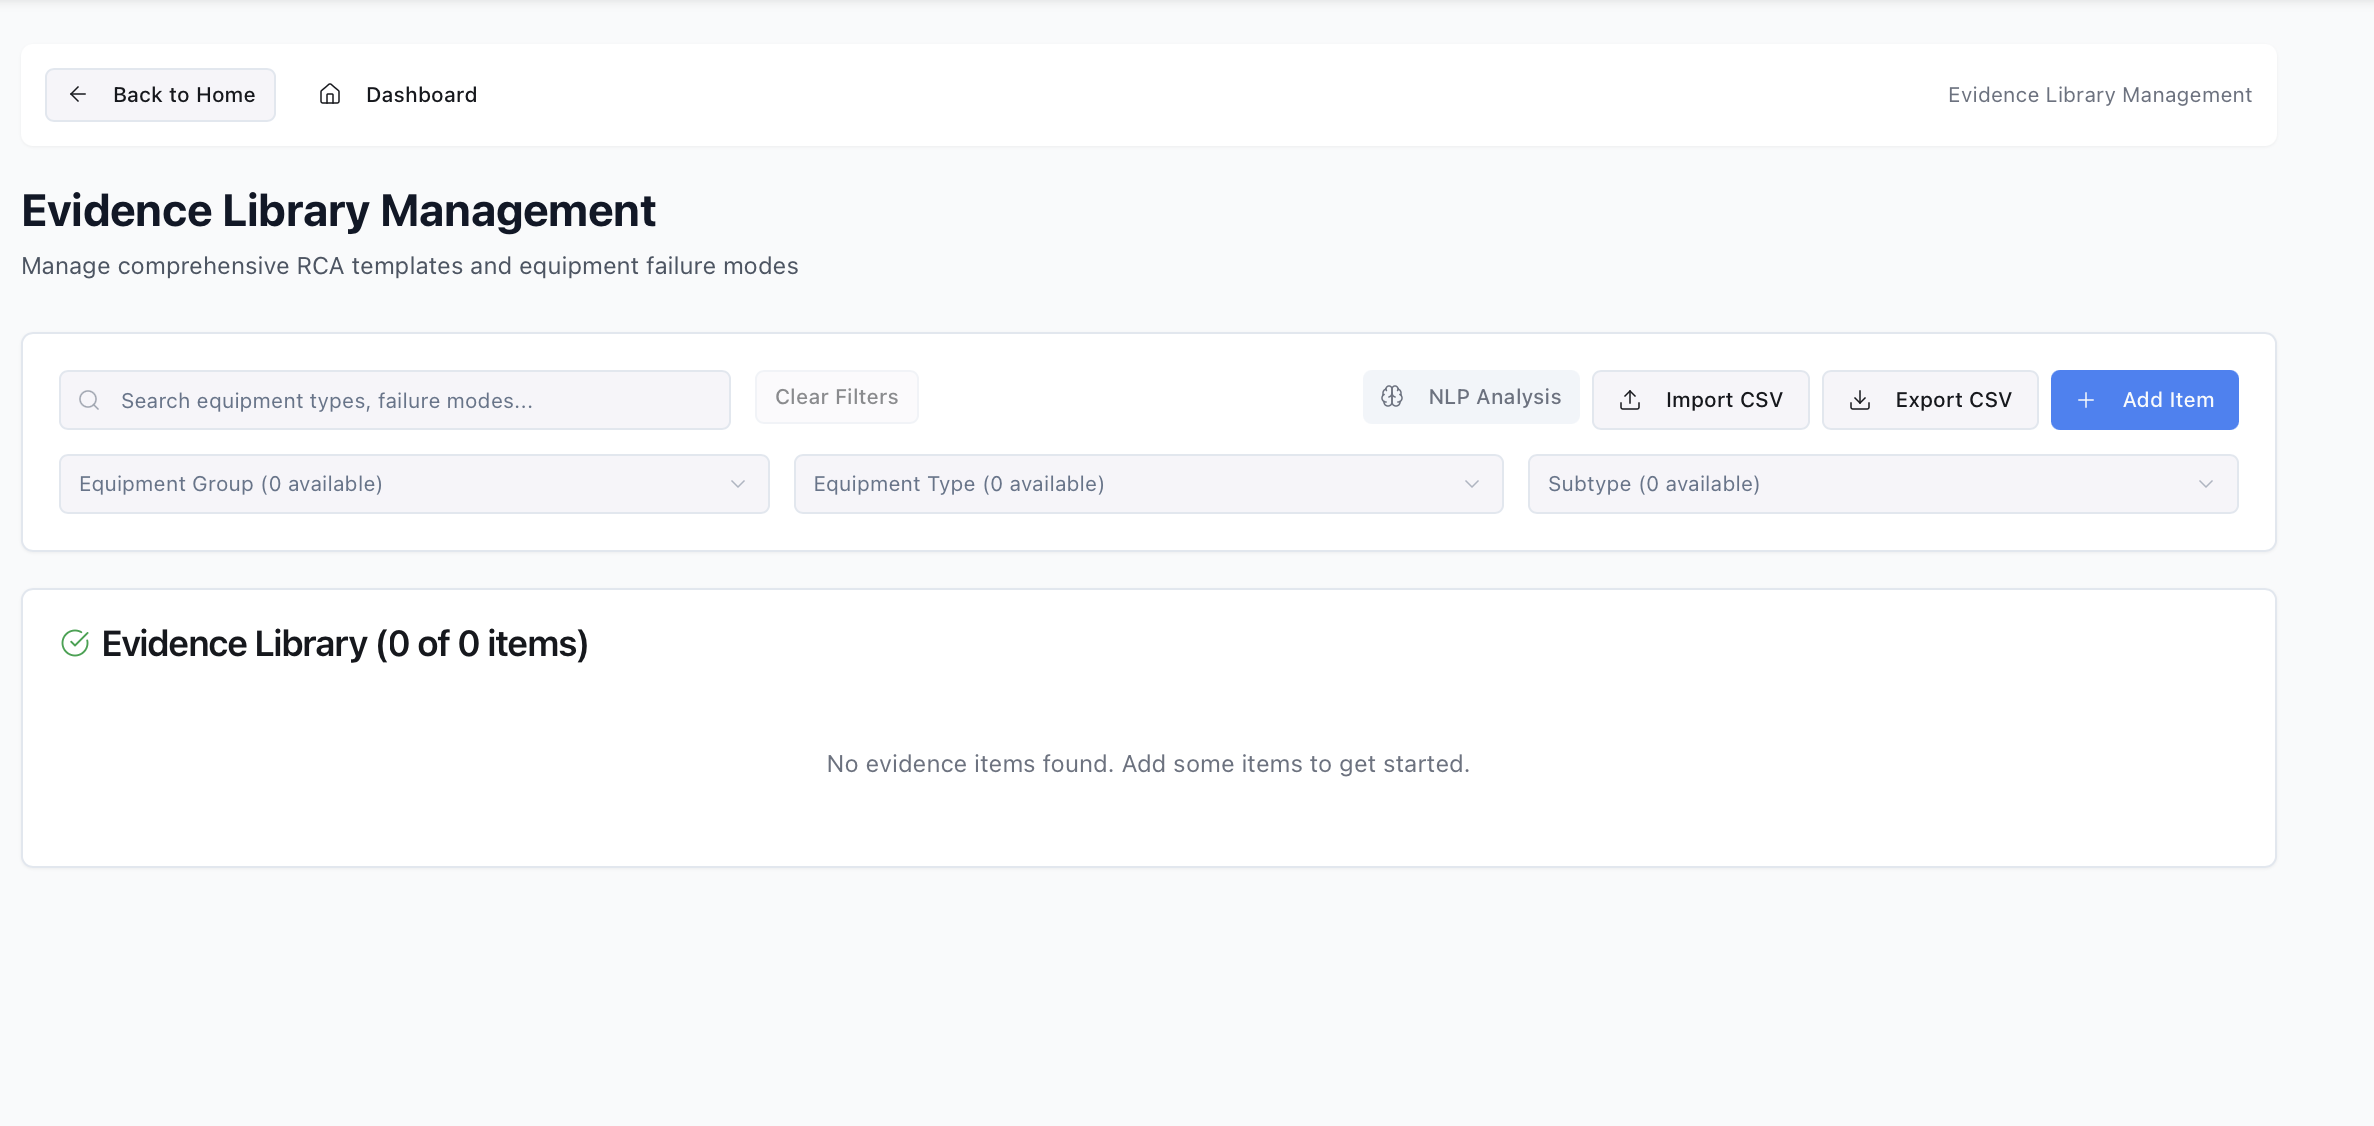 Back to Home
Dashboard
Evidence Library Management
Evidence Library Management
Manage comprehensive RCA templates and equipment failure modes
Search equipment types, failure modes...
Clear Filters
NLP Analysis
Import CSV
Export CSV
Add Item
Equipment Group (0 available)
Equipment Type (0 available)
Subtype (0 available)
Evidence Library (0 of 0 items)
No evidence items found. Add some items to get started.